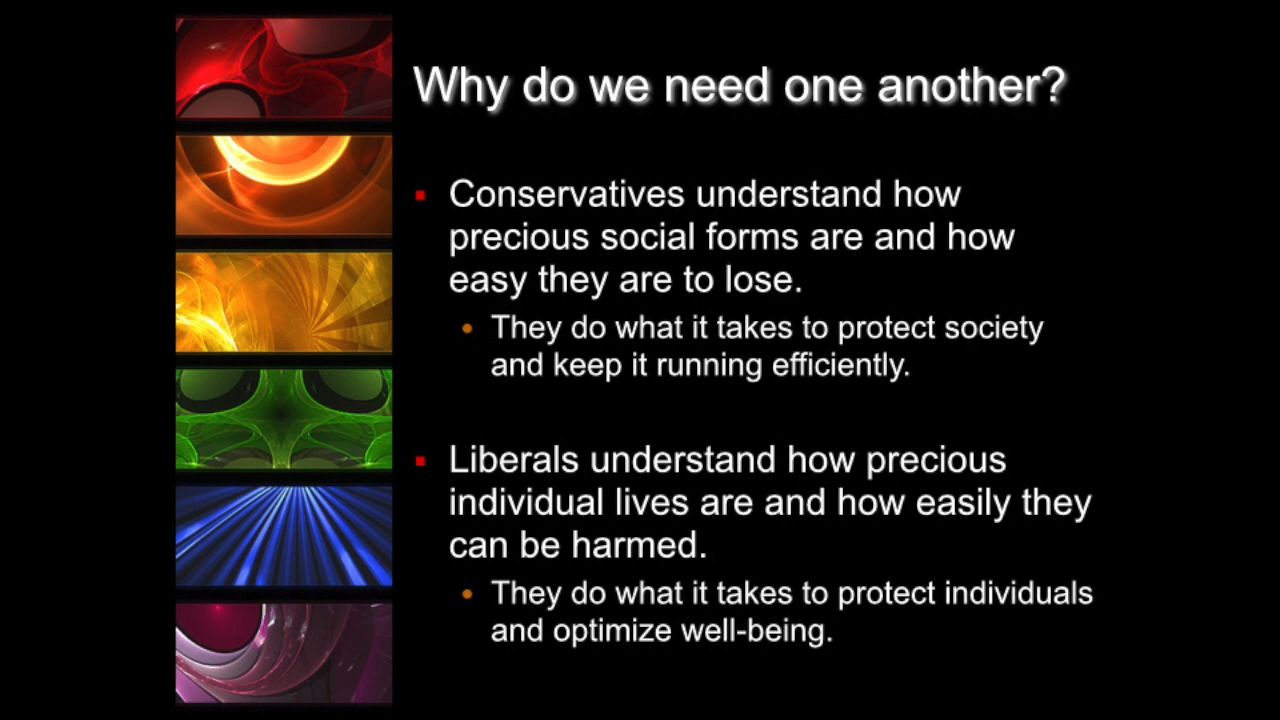 Why do we need one another?
Conservatives understand how
precious social forms are and how
easy they are to lose.
They do what it takes to protect society
and keep it running efficiently.
Liberals understand how precious
individual lives are and how easily they
can be harmed.
They do what it takes to protect individuals
and optimize well-being.